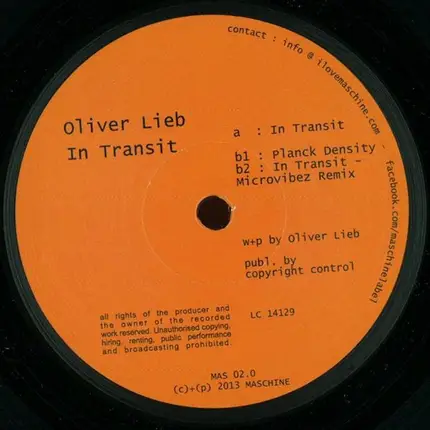 contact : info @ ilovemaschine.com
Oliver Lieb
In Transit
a : In Transit
b1 : Planck Density
b2 : In Transit -
Microvibez Remix
facebook.com/maschinelabel
w+p by Oliver Lieb
publ. by
copyright control
LC 14129
all rights of the producer and
the owner of the recorded
work reserved. Unauthorised copying,
hiring, renting, public performance
and broadcasting prohibited.
MAS 02.0
(c)+(p) 2013 MASCHINE